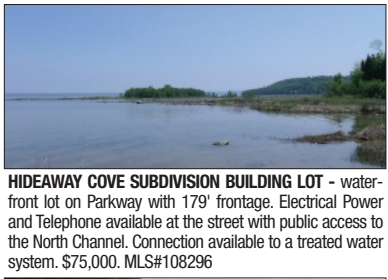 HIDEAWAY COVE SUBDIVISION BUILDING LOT - water-
front lot on Parkway with 179' frontage. Electrical Power
and Telephone available at the street with public access to
the North Channel. Connection available to a treated water
system. $75,000. MLS#108296